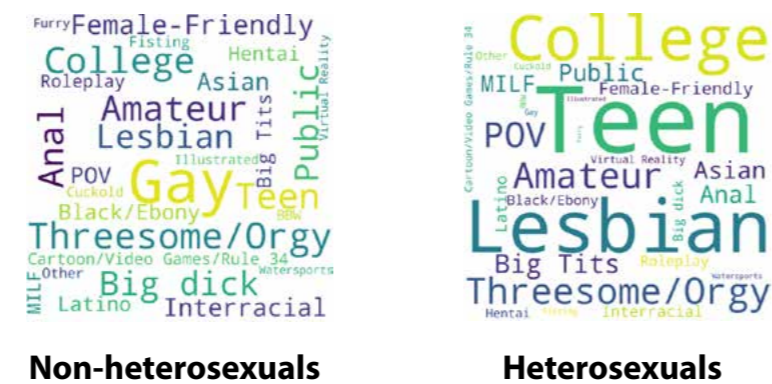 Furry Female-Friendly
Fisting
College Hentai
Roleplay Asian
Virtual Reality
Amateur
Anal
Lesbian
Big Tits
Public
Illustrated
POV
Gay
Teen
Cuckold
BBW
Black/Ebony
Threesome/Orgy
Cartoon/Video Games/Rule 34
MILF
Other
Big dick
Watersports
Latino Interracial
Non-heterosexuals
Cartoon/Video Games/Rule 34
College
Other
Cuckold
MILF Public
Female-Friendly
BBW
Illustrated
Gay
Teen
Furry
POV
Virtual Reality
Amateur Asian
Latino
Black/Ebony
Big dick
Anal
Lesbian
Big Tits Roleplay
Watersports
Threesome/Orgy
Hentai Fisting Interracial
Heterosexuals